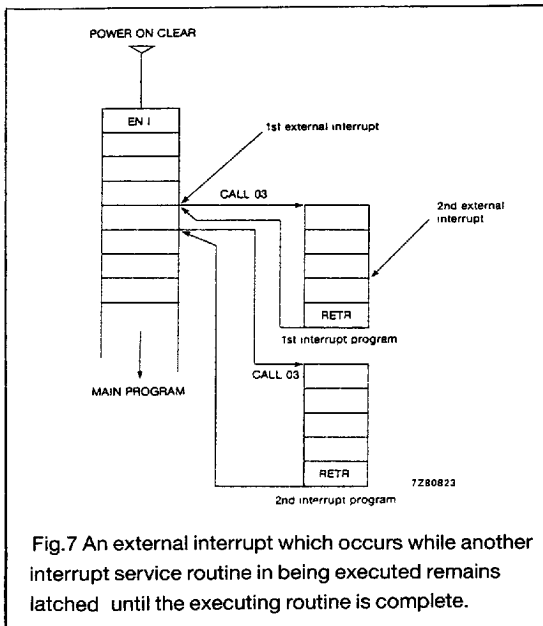 POWER ON CLEAR
EN I
1st external interrupt
CALL 03
2nd external
interrupt
RETR
1st interrupt program
CALL 03
MAIN PROGRAM
RETR
7Z80823
2nd interrupt program
Fig.7 An external interrupt which occurs while another
interrupt service routine in being executed remains
latched until the executing routine is complete.